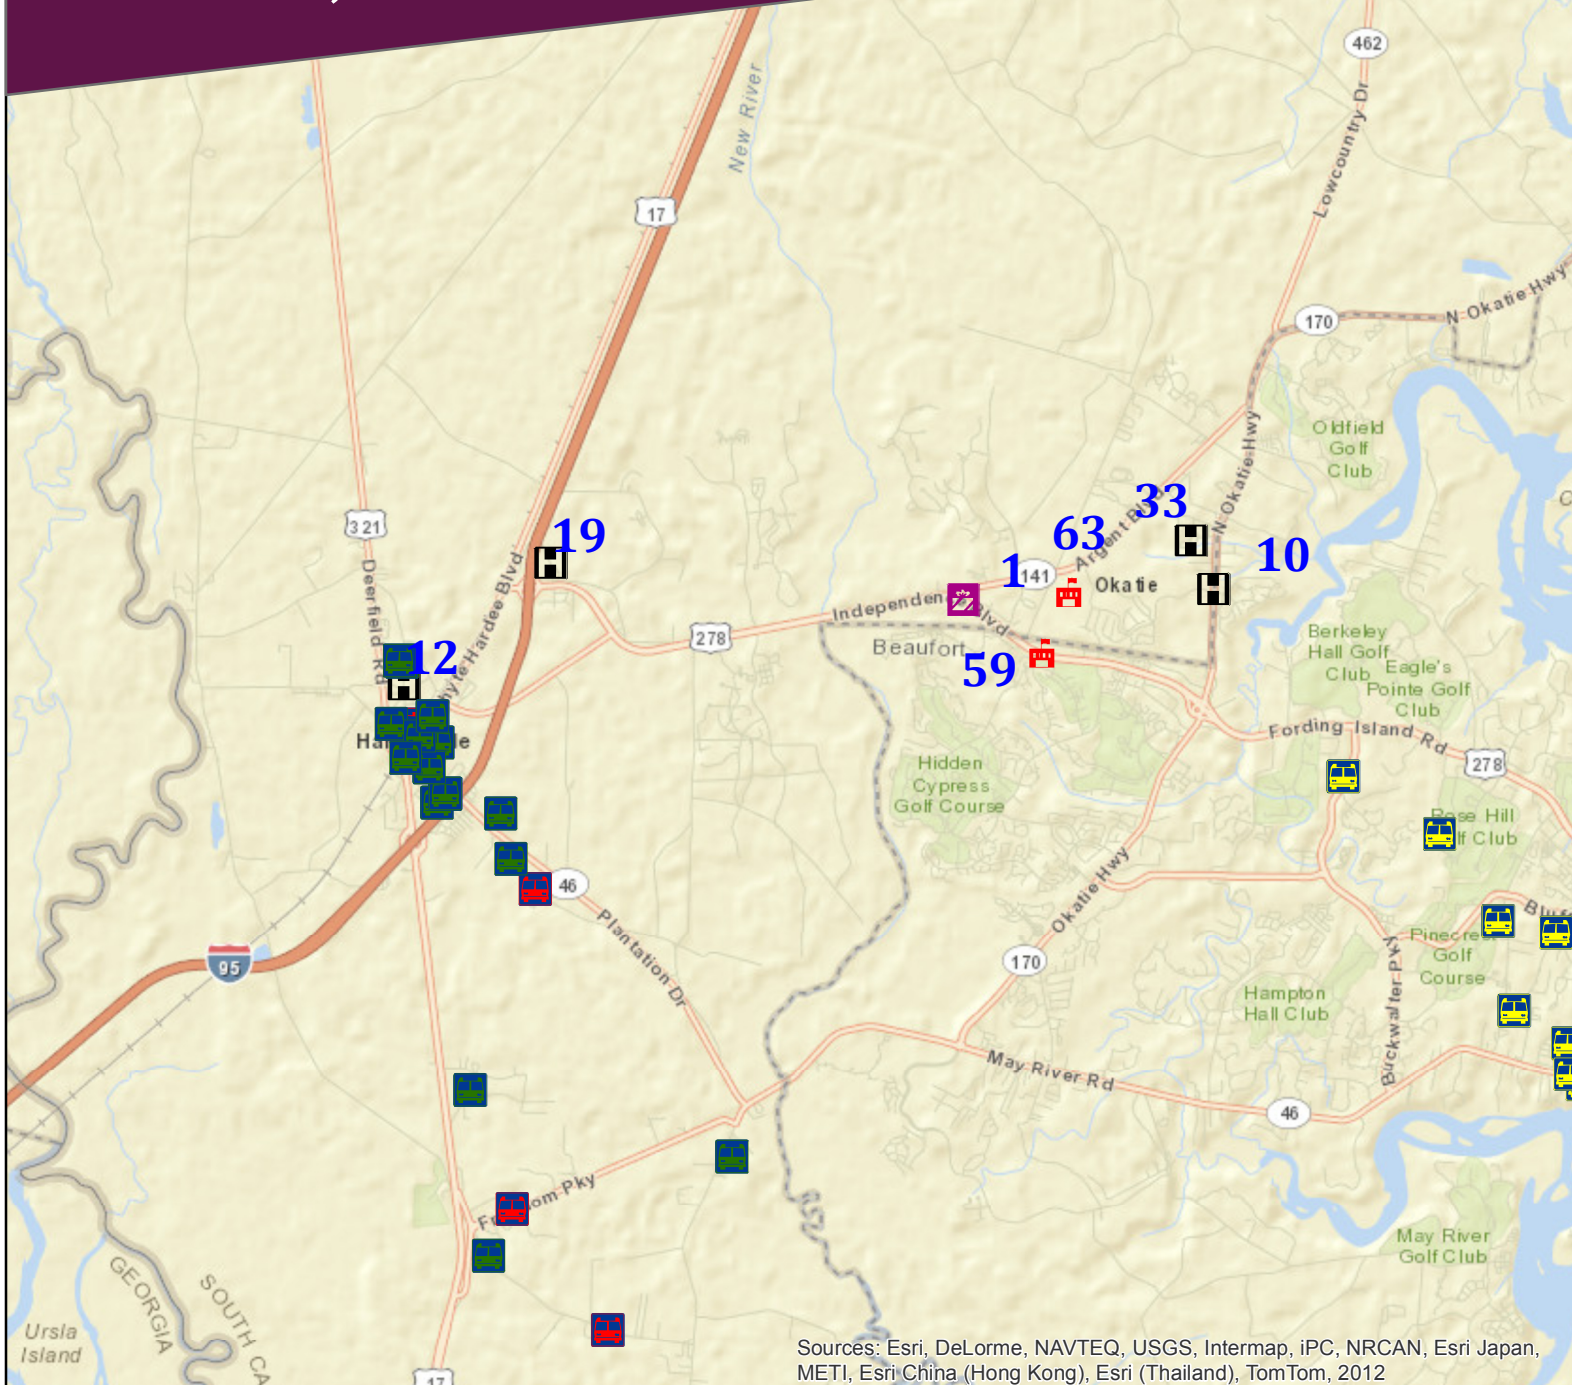 462
New River
17
Lowcountry Dr
170
N Okatie Hwy
Oldfield
Golf
Club
33
321
19
63
Argent Blvd
N Okatie Hwy
10
1
141
Okatie
Deerfield Rd
Independen
Blvd
278
Beaufort
59
12
Berkeley
Hall Golf
Club
Eagle's
Pointe Golf
Club
Fording Island Rd
278
Hidden
Cypress
Golf Course
46
Plantation Dr
Okatie Hwy
95
170
Hampton
Hall Club
Buckwalter Pky
Golf
Course
May River Rd
46
May River
Golf Club
GEORGIA
SOUTH CA
Ursla
Island
17
Sources: Esri, DeLorme, NAVTEQ, USGS, Intermap, iPC, NRCAN, Esri Japan,
METI, Esri China (Hong Kong), Esri (Thailand), TomTom, 2012